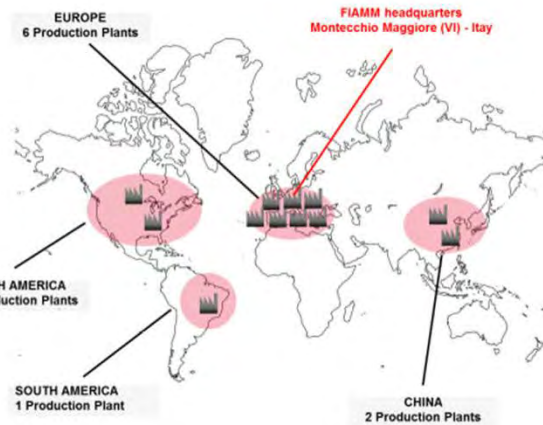 EUROPE
6 Production Plants
FIAMM headquarters
Montecchio Maggiore (VI) - Itay
H AMERICA
duction Plants
SOUTH AMERICA
1 Production Plant
CHINA
2 Production Plants